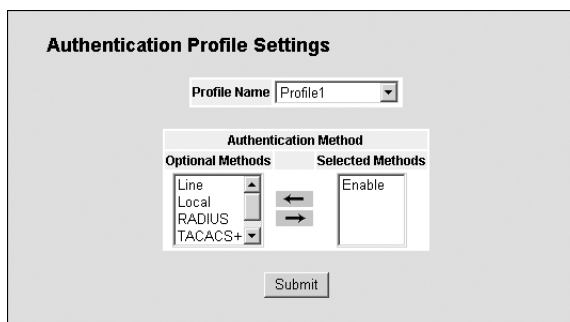 Authentication Profile Settings
Profile Name Profile1
Authentication Method
Optional Methods Selected Methods
Line
Local
RADIUS
TACACS+
Enable
Submit